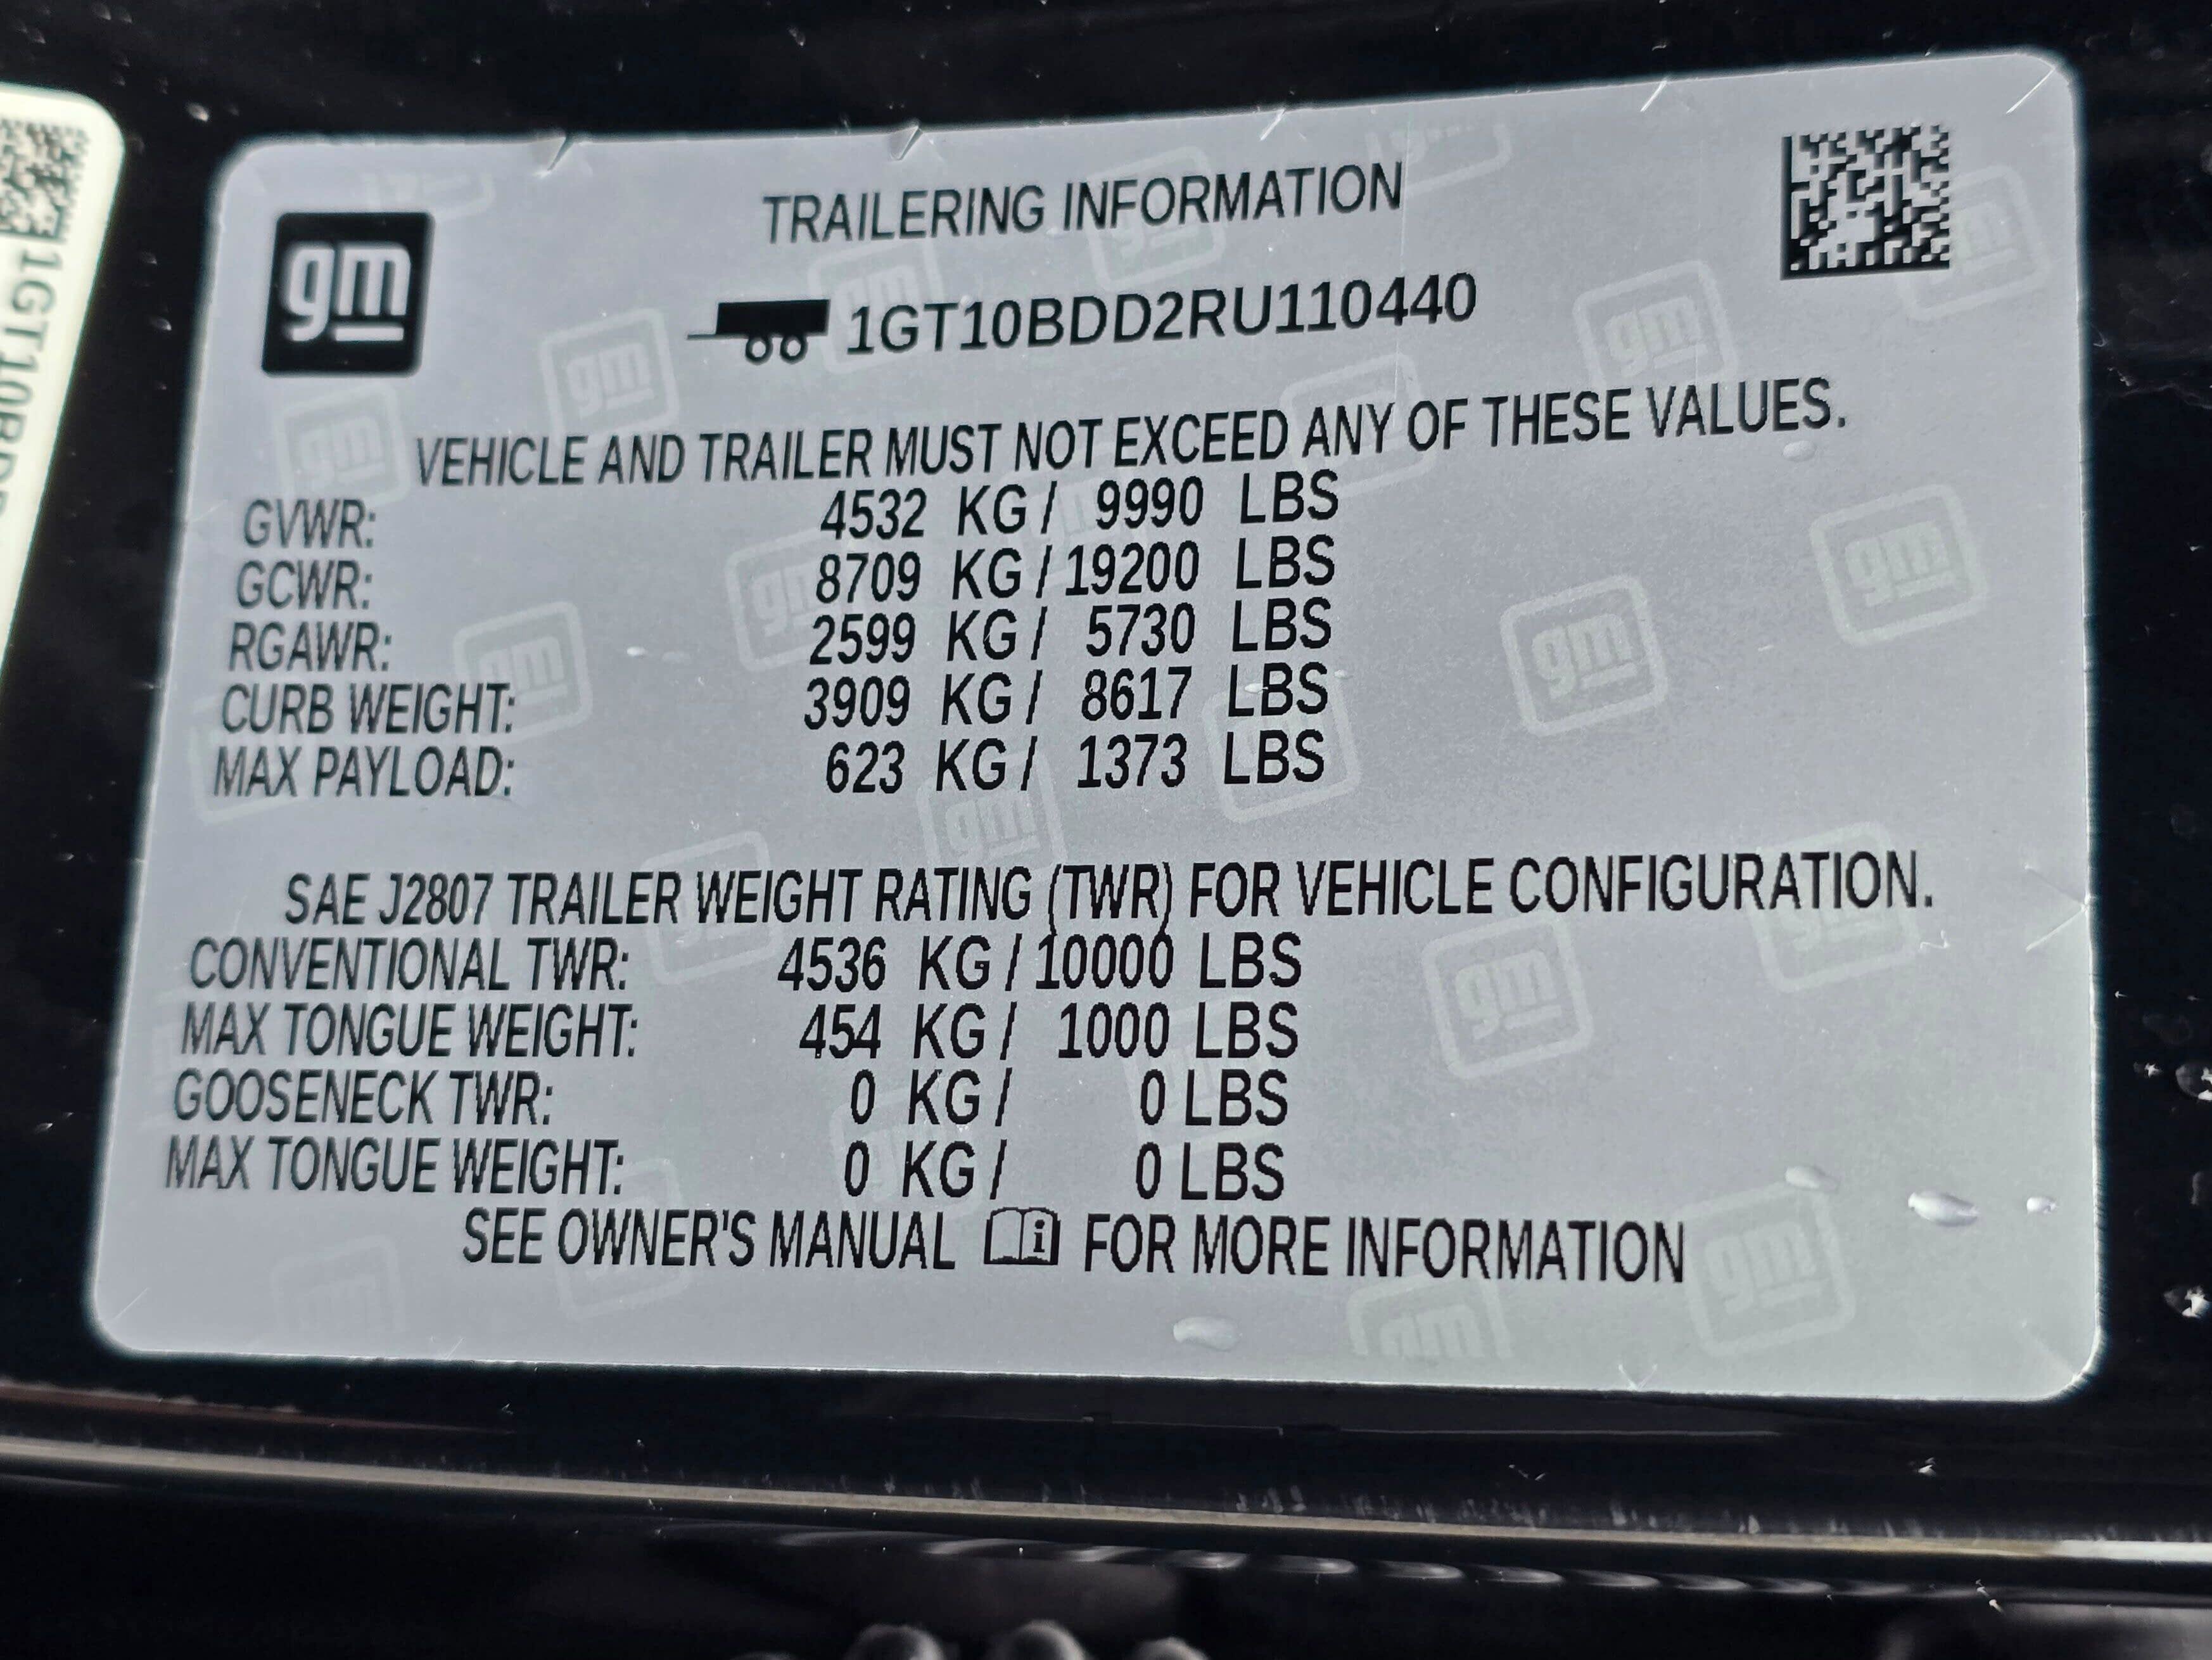 gm
TRAILERING INFORMATION
1GT10BDD2RU110440
VEHICLE AND TRAILER MUST NOT EXCEED ANY OF THESE VALUES.
GVWR: 4532 KG / 9990 LBS
GCWR: 8709 KG / 19200 LBS
RGAWR: 2599 KG / 5730 LBS
CURB WEIGHT: 3909 KG / 8617 LBS
MAX PAYLOAD: 623 KG / 1373 LBS
SAE J2807 TRAILER WEIGHT RATING (TWR) FOR VEHICLE CONFIGURATION.
CONVENTIONAL TWR: 4536 KG / 10000 LBS
MAX TONGUE WEIGHT: 454 KG / 1000 LBS
GOOSENECK TWR: 0 KG / 0 LBS
MAX TONGUE WEIGHT: 0 KG / 0 LBS
SEE OWNER'S MANUAL FOR MORE INFORMATION